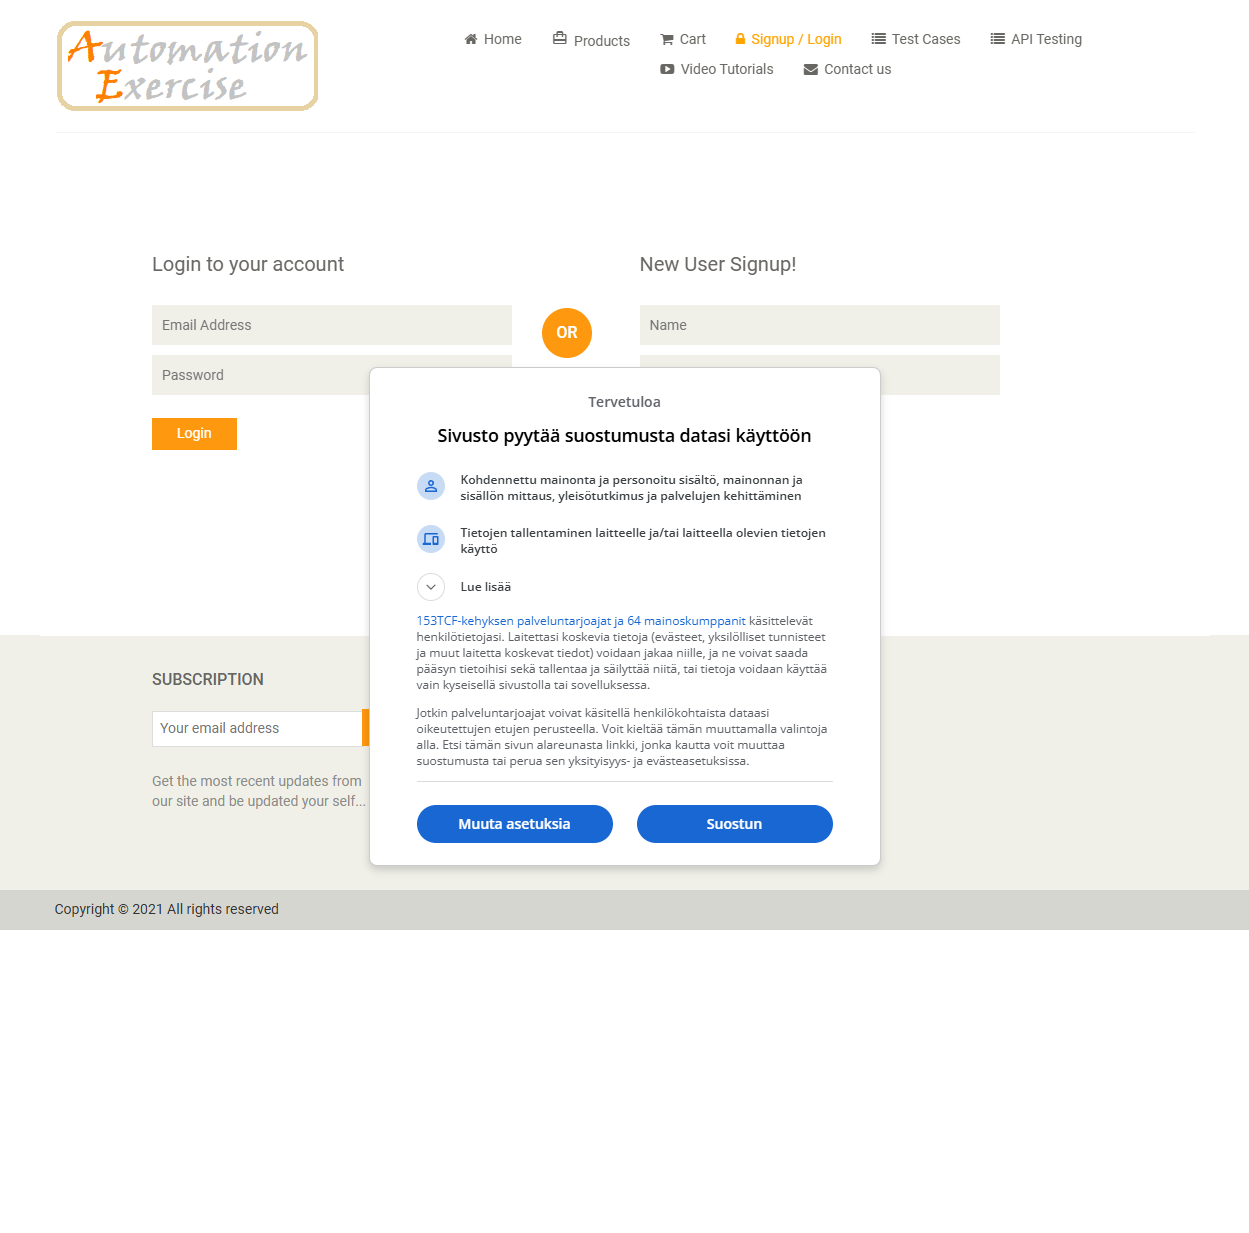 Automation
Exercise
Home
Products
Cart
Signup / Login
Test Cases
API Testing
Video Tutorials
Contact us
Login to your account
New User Signup!
Email Address
OR
Name
Password
Login
Tervetuloa
Sivusto pyytää suostumusta datasi käyttöön
Kohdennettu mainonta ja personoitu sisältö, mainonnan ja
sisällön mittaus, yleisötutkimus ja palvelujen kehittäminen
Tietojen tallentaminen laitteelle ja/tai laitteella olevien tietojen
käyttö
Lue lisää
153TCF-kehyksen palveluntarjoajat ja 64 mainoskumppanit käsittelevät
henkilötietojasi. Laitettasi koskevia tietoja (evästeet, yksilölliset tunnisteet
ja muut laitetta koskevat tiedot) voidaan jakaa niille, ja ne voivat saada
pääsyn tietoihisi sekä tallentaa ja säilyttää niitä, tai tietoja voidaan käyttää
vain kyseisellä sivustolla tai sovelluksessa.
Jotkin palveluntarjoajat voivat käsitellä henkilökohtaista dataasi
oikeutettujen etujen perusteella. Voit kieltää tämän muuttamalla valintoja
alla. Etsi tämän sivun alareunasta linkki, jonka kautta voit muuttaa
suostumusta tai perua sen yksityisyys- ja evästeasetuksissa.
Muuta asetuksia
Suostun
SUBSCRIPTION
Your email address
Get the most recent updates from
our site and be updated your self...
Copyright © 2021 All rights reserved